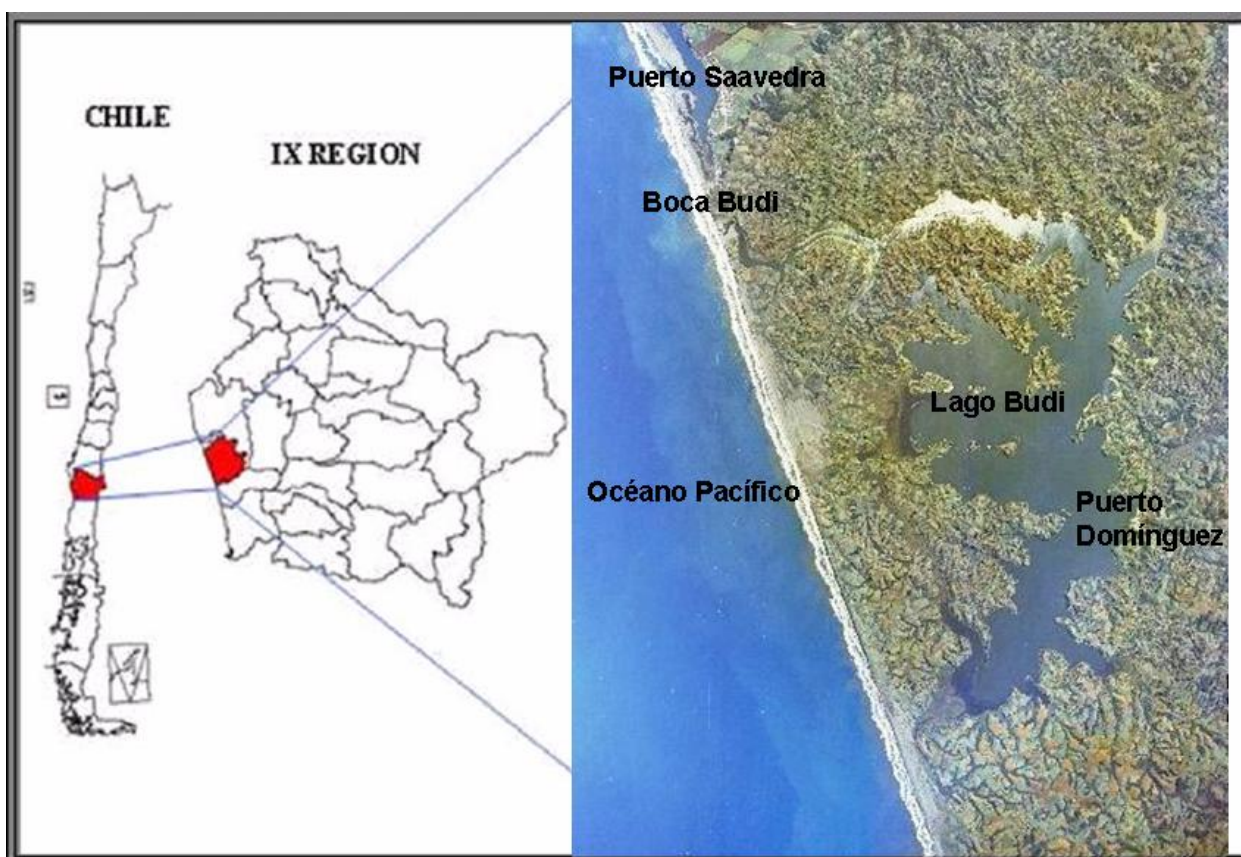 CHILE
IX REGION
Puerto Saavedra
Boca Budi
Lago Budi
Océano Pacífico
Puerto
Domínguez